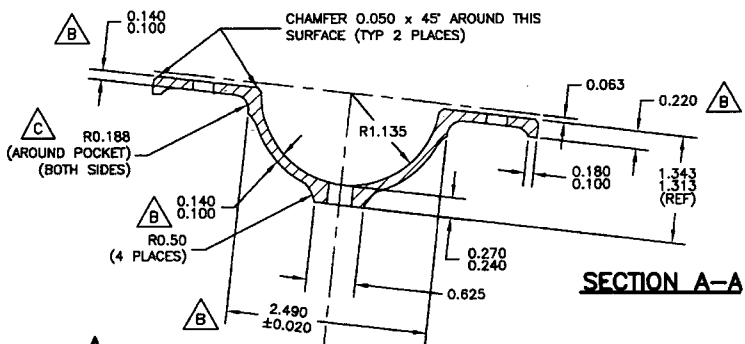 B
0.140
0.100
CHAMFER 0.050 x 45° AROUND THIS
SURFACE (TYP 2 PLACES)
0.063
0.220
B
C
R0.188
(AROUND POCKET)
(BOTH SIDES)
R1.135
0.180
0.100
1.343
1.313
(REF)
B
0.140
0.100
R0.50
(4 PLACES)
0.270
0.240
0.625
SECTION A-A
B
2.490
±0.020